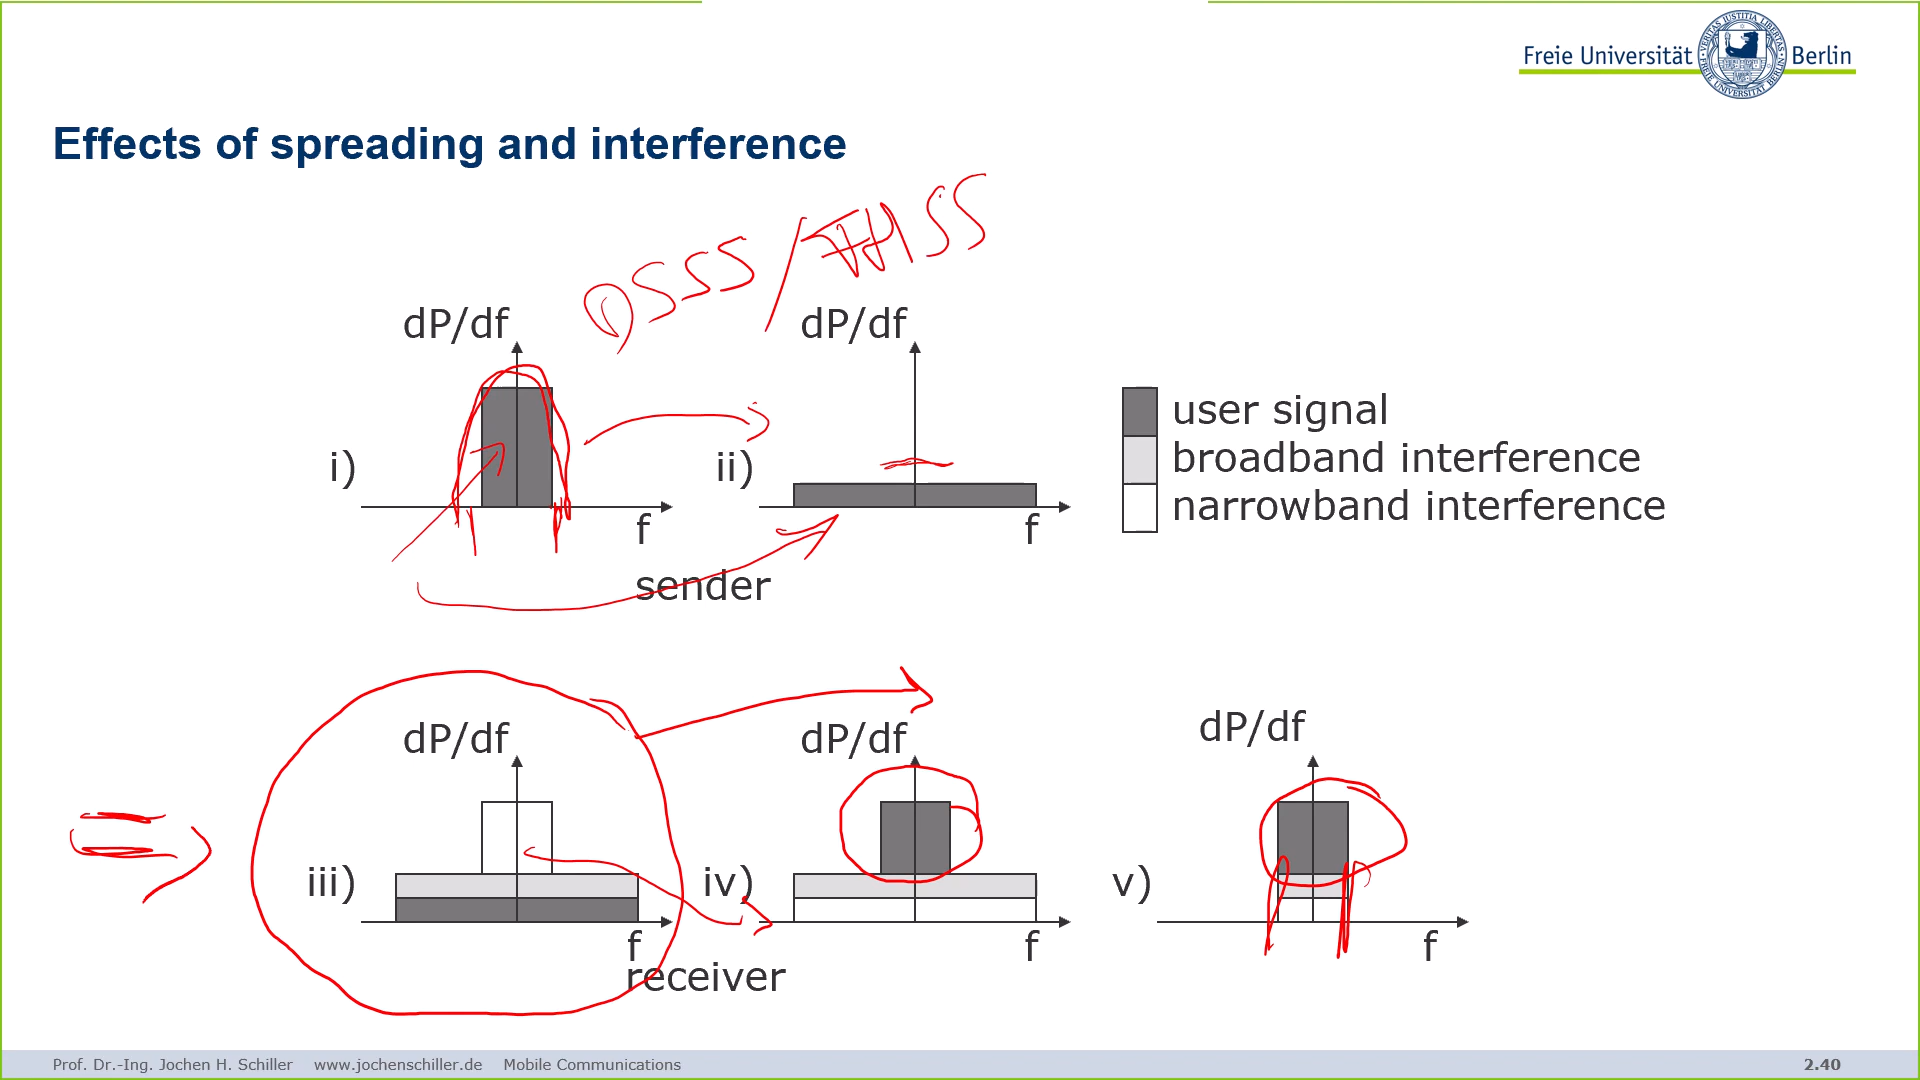 Freie Universität Berlin
Effects of spreading and interference
DSSS/FHSS
dP/df
dP/df
user signal
broadband interference
narrowband interference
i)
ii)
f
f
sender
dP/df
dP/df
dP/df
iii)
iv)
v)
f
f
f
receiver
Prof. Dr.-Ing. Jochen H. Schiller www.jochenschiller.de Mobile Communications 2.40